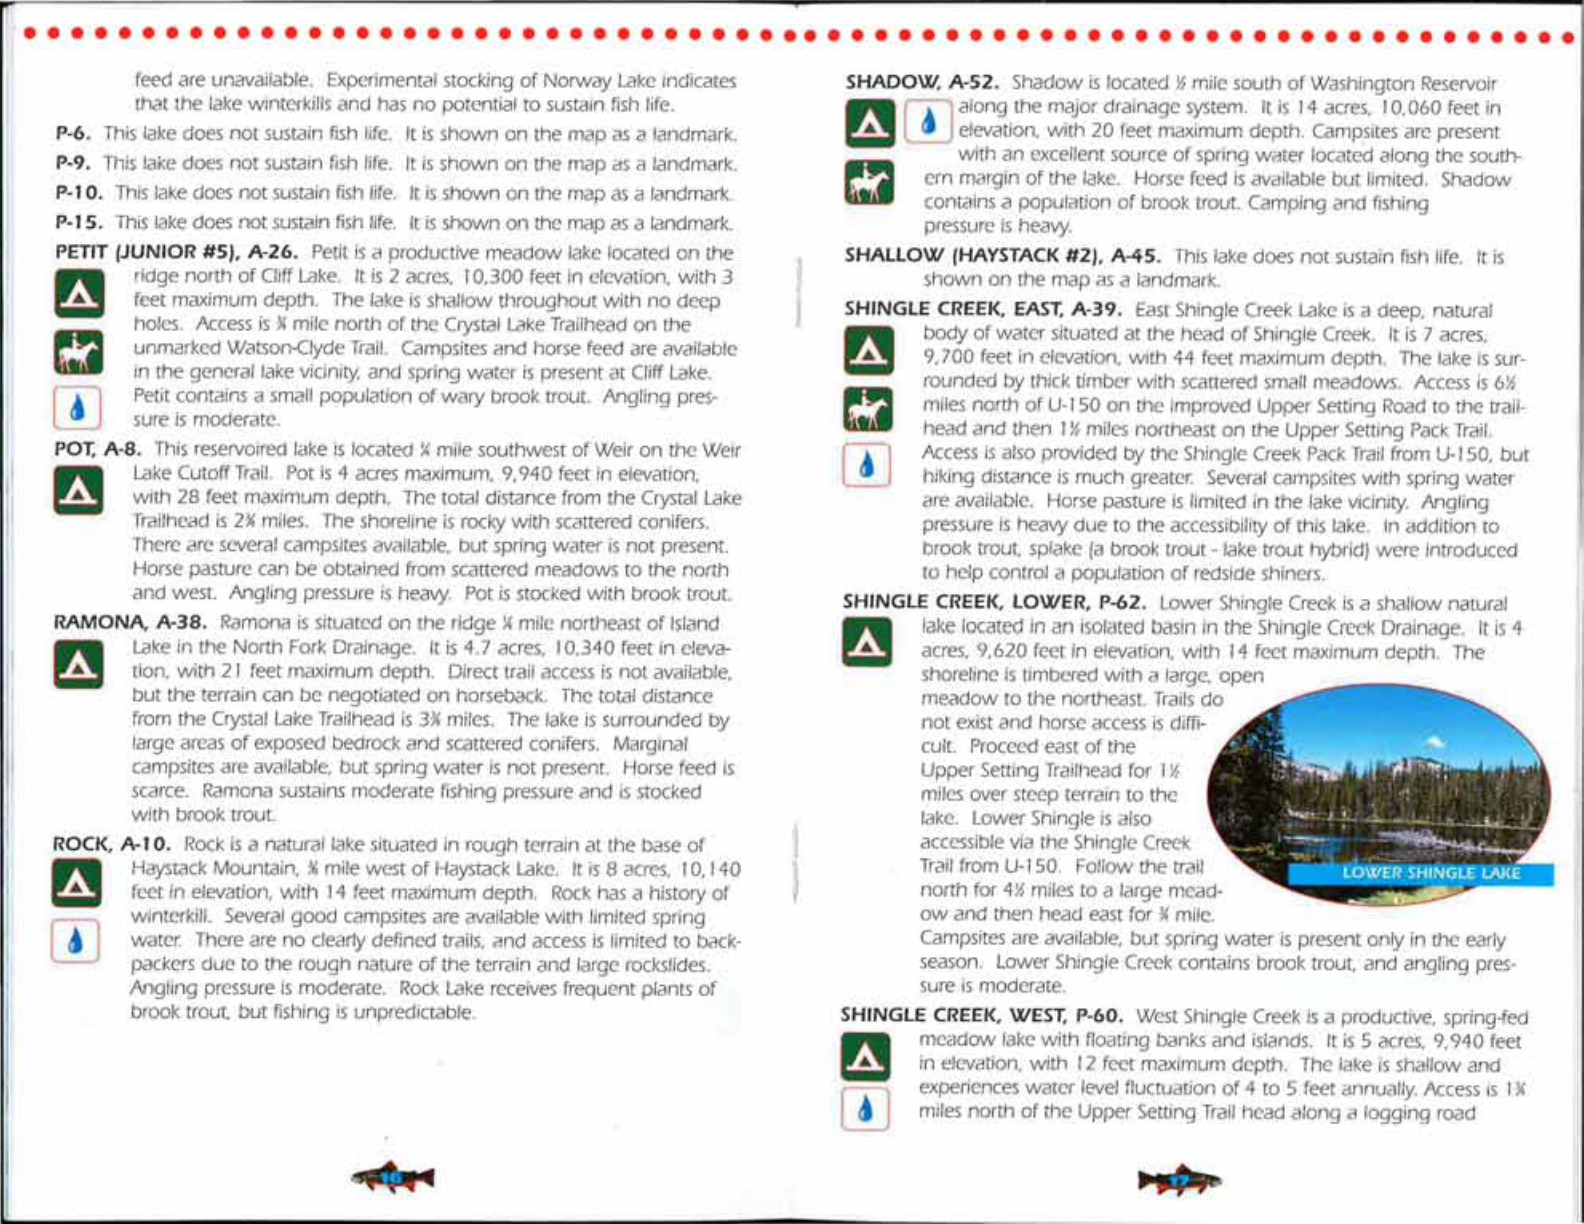 feed are unavailable. Experimental stocking of Norway Lake indicates
that the lake winterkills and has no potential to sustain fish life.
P-6. This lake does not sustain fish life. It is shown on the map as a landmark.
P-9. This lake does not sustain fish life. It is shown on the map as a landmark.
P-10. This lake does not sustain fish life. It is shown on the map as a landmark.
P-15. This lake does not sustain fish life. It is shown on the map as a landmark.
PETIT (JUNIOR #5), A-26. Petit is a productive meadow lake located on the
ridge north of Cliff Lake. It is 2 acres, 10,300 feet in elevation, with 3
feet maximum depth. The lake is shallow throughout with no deep
holes. Access is mile north of the Crystal Lake Trailhead on the
unmarked Watson-Clyde Trail. Campsites and horse feed are available
in the general lake vicinity, and spring water is present at Cliff Lake.
Petit contains a small population of wary brook trout. Angling pres-
sure is moderate.
POT, A-8. This reservoired lake is located mile southwest of Weir on the Weir
Lake Cutoff Trail. Pot is 4 acres maximum, 9,940 feet in elevation,
with 28 feet maximum depth. The total distance from the Crystal Lake
Trailhead is miles. The shoreline is rocky with scattered conifers.
There are several campsites available, but spring water is not present.
Horse pasture can be obtained from scattered meadows to the north
and west. Angling pressure is heavy. Pot is stocked with brook trout.
RAMONA, A-38. Ramona is situated on the ridge mile northeast of Island
Lake in the North Fork Drainage. It is 4.7 acres, 10,340 feet in eleva-
tion, with 21 feet maximum depth. Direct trail access is not available,
but the terrain can be negotiated on horseback. The total distance
from the Crystal Lake Trailhead is miles. The lake is surrounded by
large areas of exposed bedrock and scattered conifers. Marginal
campsites are available, but spring water is not present. Horse feed is
scarce. Ramona sustains moderate fishing pressure and is stocked
with brook trout.
ROCK, A-10. Rock is a natural lake situated in rough terrain at the base of
Haystack Mountain, mile west of Haystack Lake. It is 8 acres, 10,140
feet in elevation, with 14 feet maximum depth. Rock has a history of
winterkill. Several good campsites are available with limited spring
water. There are no clearly defined trails, and access is limited to back-
packers due to the rough nature of the terrain and large rockslides.
Angling pressure is moderate. Rock Lake receives frequent plants of
brook trout, but fishing is unpredictable.
16
SHADOW, A-52. Shadow is located ½ mile south of Washington Reservoir
along the major drainage system. It is 14 acres, 10,060 feet in
elevation, with 20 feet maximum depth. Campsites are present
with an excellent source of spring water located along the south-
ern margin of the lake. Horse feed is available but limited. Shadow
contains a population of brook trout. Camping and fishing
pressure is heavy.
SHALLOW (HAYSTACK #2), A-45. This lake does not sustain fish life. It is
shown on the map as a landmark.
SHINGLE CREEK, EAST, A-39. East Shingle Creek Lake is a deep, natural
body of water situated at the head of Shingle Creek. It is 7 acres,
9,700 feet in elevation, with 44 feet maximum depth. The lake is sur-
rounded by thick timber with scattered small meadows. Access is 6½
miles north of U-150 on the improved Upper Setting Road to the trail-
head and then 1½ miles northeast on the Upper Setting Pack Trail.
Access is also provided by the Shingle Creek Pack Trail from U-150, but
hiking distance is much greater. Several campsites with spring water
are available. Horse pasture is limited in the lake vicinity. Angling
pressure is heavy due to the accessibility of this lake. In addition to
brook trout, splake (a brook trout - lake trout hybrid) were introduced
to help control a population of redside shiners.
SHINGLE CREEK, LOWER, P-62. Lower Shingle Creek is a shallow natural
lake located in an isolated basin in the Shingle Creek Drainage. It is 4
acres, 9,620 feet in elevation, with 14 feet maximum depth. The
shoreline is timbered with a large, open
meadow to the northeast. Trails do
not exist and horse access is diffi-
cult. Proceed east of the
Upper Setting Trailhead for 1½
miles over steep terrain to the
lake. Lower Shingle is also
accessible via the Shingle Creek
Trail from U-150. Follow the trail
north for 4½ miles to a large mead-
ow and then head east for mile.
Campsites are available, but spring water is present only in the early
season. Lower Shingle Creek contains brook trout, and angling pres-
sure is moderate.
LOWER SHINGLE LAKE
SHINGLE CREEK, WEST, P-60. West Shingle Creek is a productive, spring-fed
meadow lake with floating banks and islands. It is 5 acres, 9,940 feet
in elevation, with 12 feet maximum depth. The lake is shallow and
experiences water level fluctuation of 4 to 5 feet annually. Access is
miles north of the Upper Setting Trail head along a logging road
17